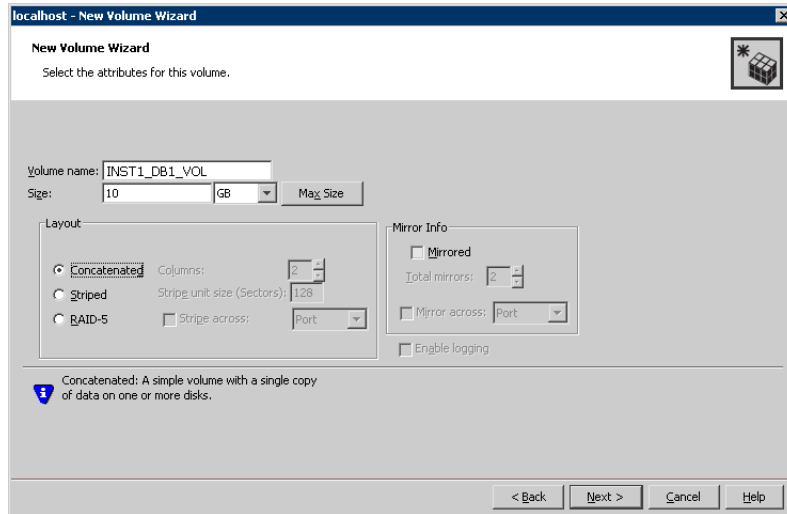 localhost - New Volume Wizard
New Volume Wizard
Select the attributes for this volume.
Volume name: INST1_DB1_VOL
Size: 10 GB Max Size
Layout
Concatenated Columns: 2
Striped Stripe unit size (Sectors): 128
RAID-5 Stripe across: Port
Mirror Info
Mirrored
Total mirrors: 2
Mirror across: Port
Enable logging
Concatenated: A simple volume with a single copy
of data on one or more disks.
< Back Next > Cancel Help